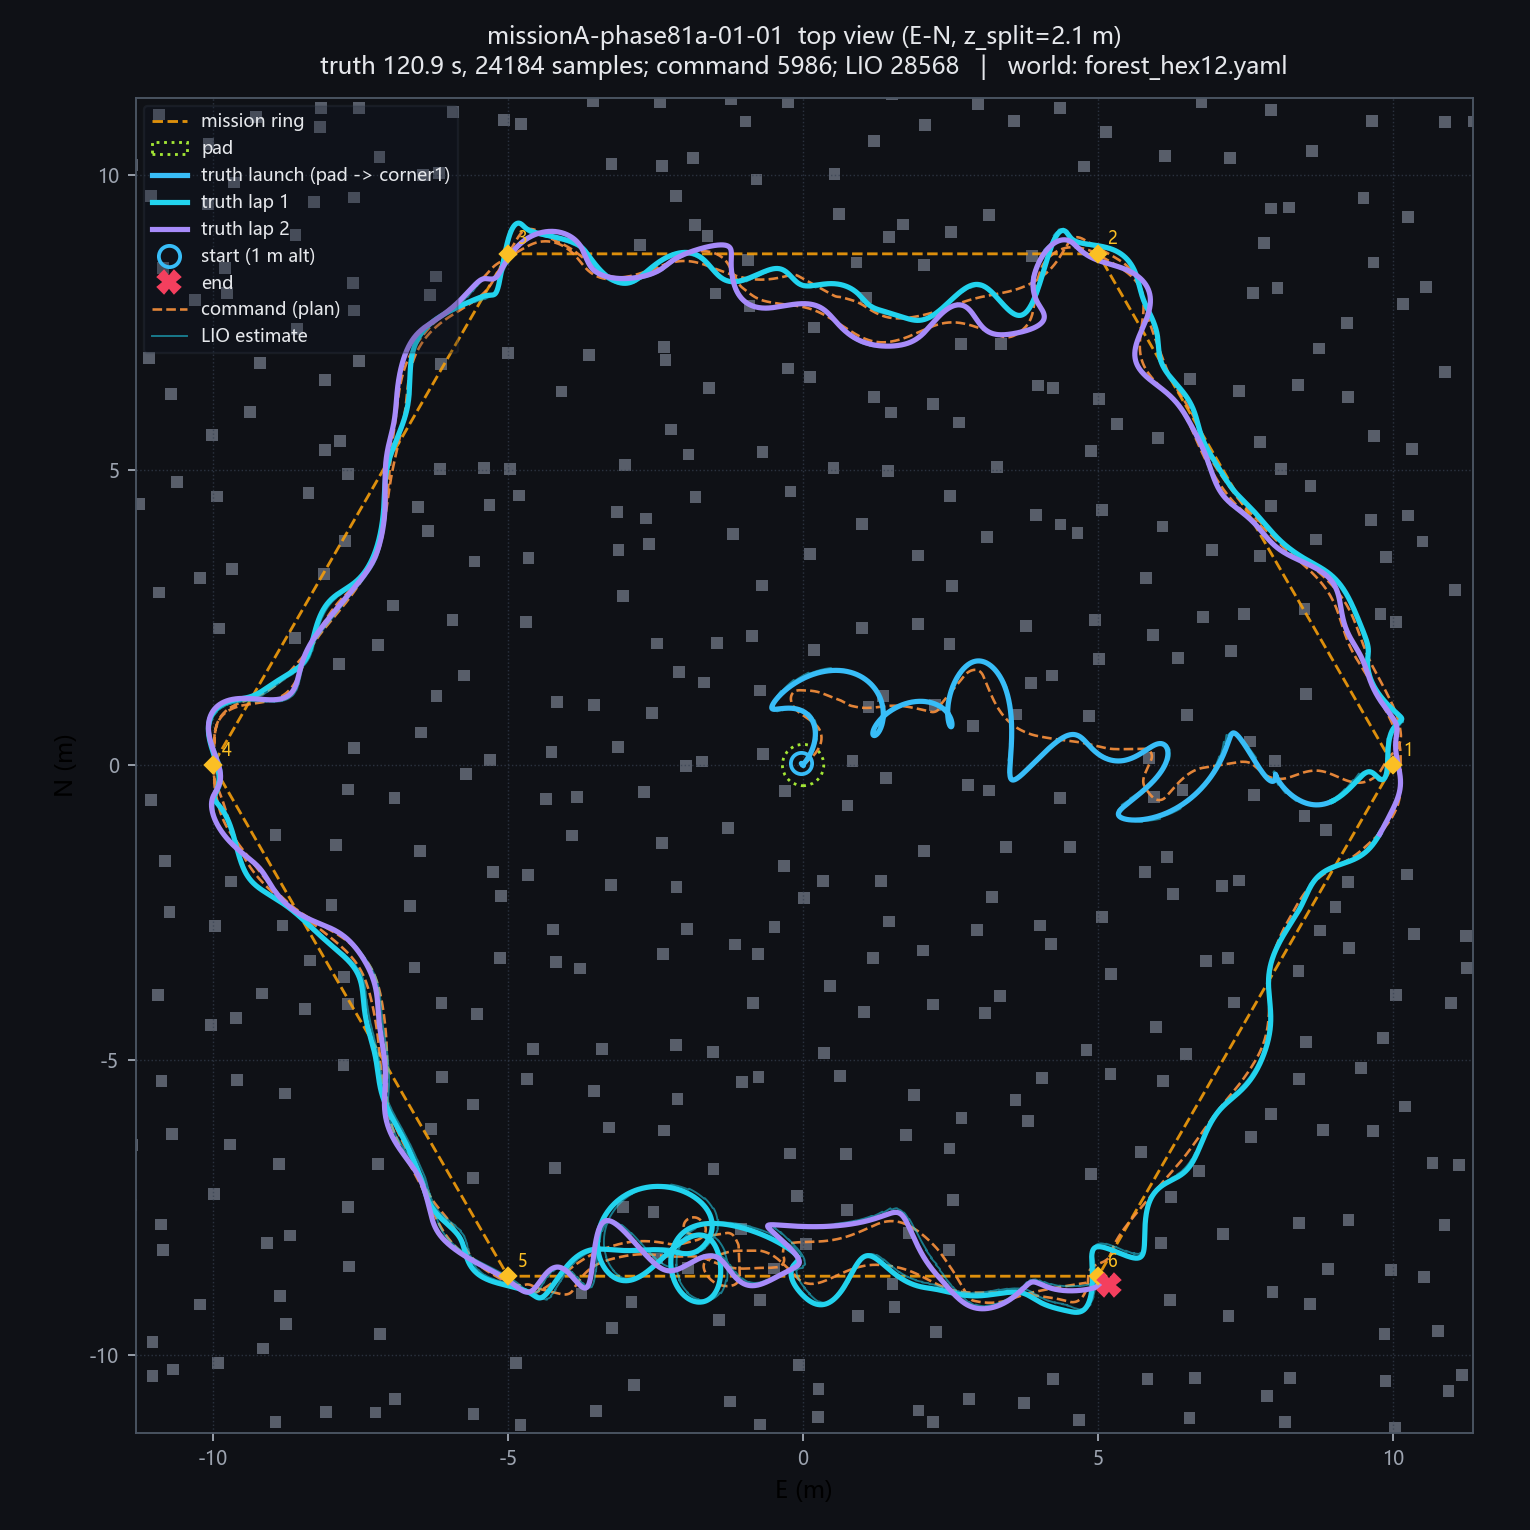 missionA-phase81a-01-01  top view (E-N, z_split=2.1 m)
truth 120.9 s, 24184 samples; command 5986; LIO 28568   |   world: forest_hex12.yaml
mission ring
pad
truth launch (pad -> corner1)
truth lap 1
truth lap 2
start (1 m alt)
end
command (plan)
LIO estimate
3
2
4
1
5
6
10
5
0
-5
-10
N (m)
-10
-5
0
5
10
E (m)